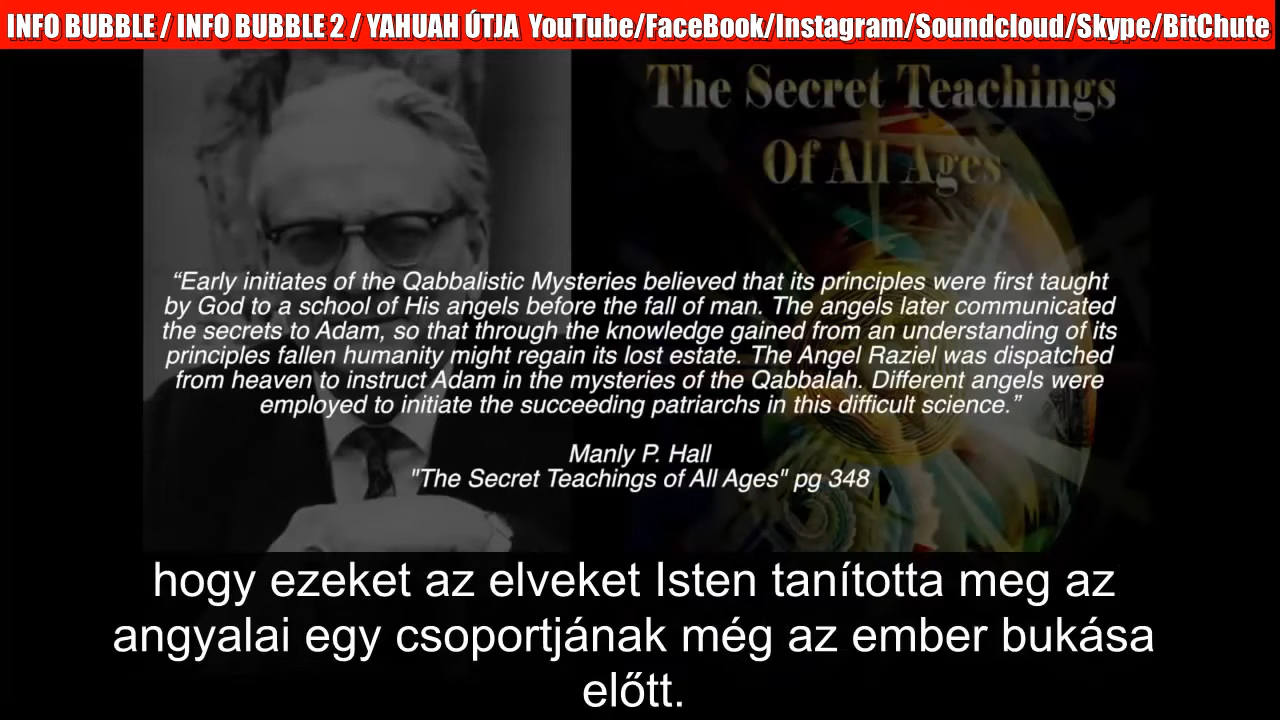 INFO BUBBLE / INFO BUBBLE 2 / YAHUAH ÚTJA YouTube/FaceBook/Instagram/Soundcloud/Skype/BitChute
The Secret Teachings
Of All Ages
“Early initiates of the Qabbalistic Mysteries believed that its principles were first taught
by God to a school of His angels before the fall of man. The angels later communicated
the secrets to Adam, so that through the knowledge gained from an understanding of its
principles fallen humanity might regain its lost estate. The Angel Raziel was dispatched
from heaven to instruct Adam in the mysteries of the Qabbalah. Different angels were
employed to initiate the succeeding patriarchs in this difficult science.”
Manly P. Hall
"The Secret Teachings of All Ages" pg 348
hogy ezeket az elveket Isten tanította meg az
angyalai egy csoportjának még az ember bukása
előtt.